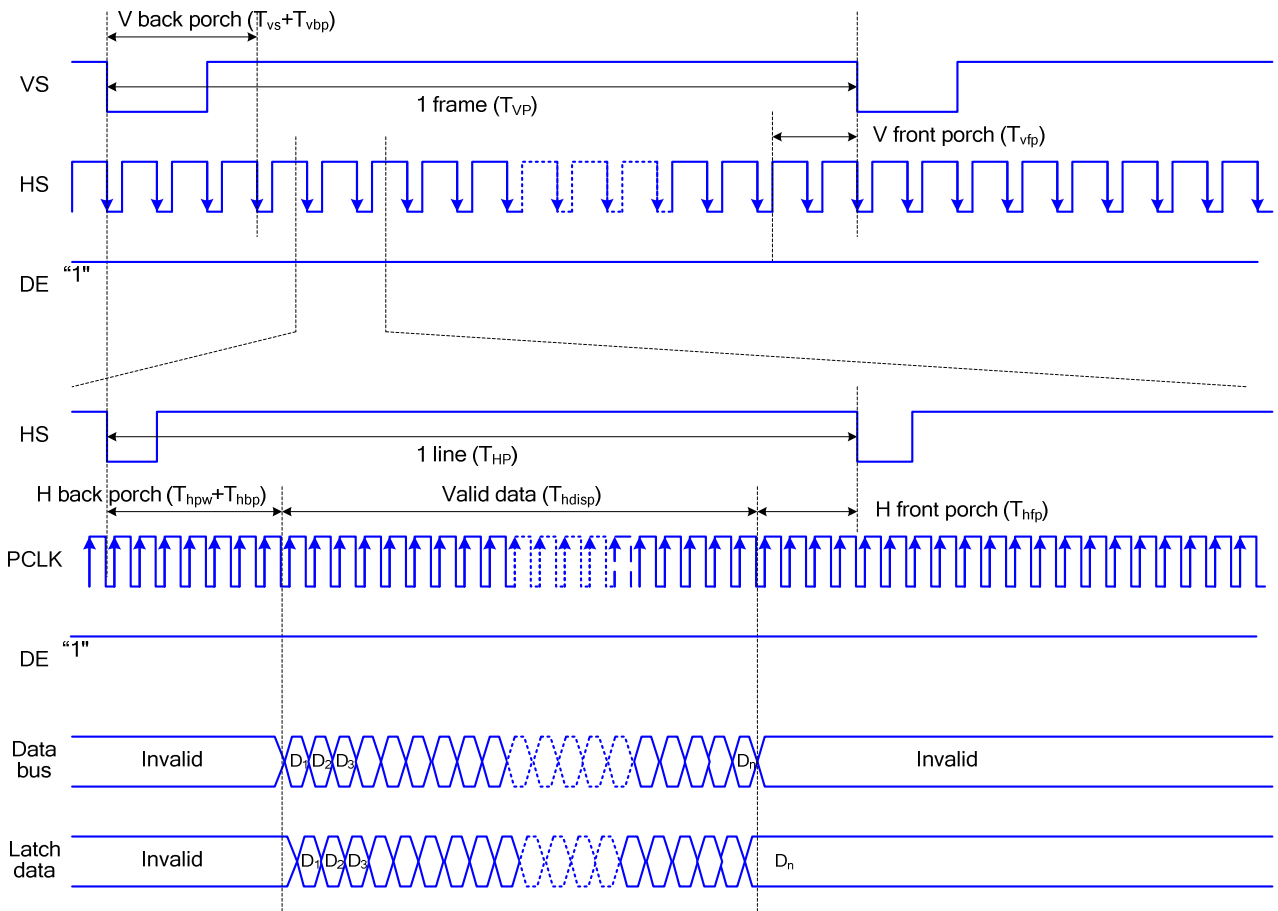 V back porch (Tvs+Tvbp)
VS
1 frame (TVP)
V front porch (Tvfp)
HS
DE “1"
HS
1 line (THP)
H back porch (Thpw+Thbp)
Valid data (Thdisp)
H front porch (Thfp)
PCLK
DE “1"
Data bus
Invalid
D1 D2 D3
Dn
Invalid
Latch data
Invalid
D1 D2 D3
Dn